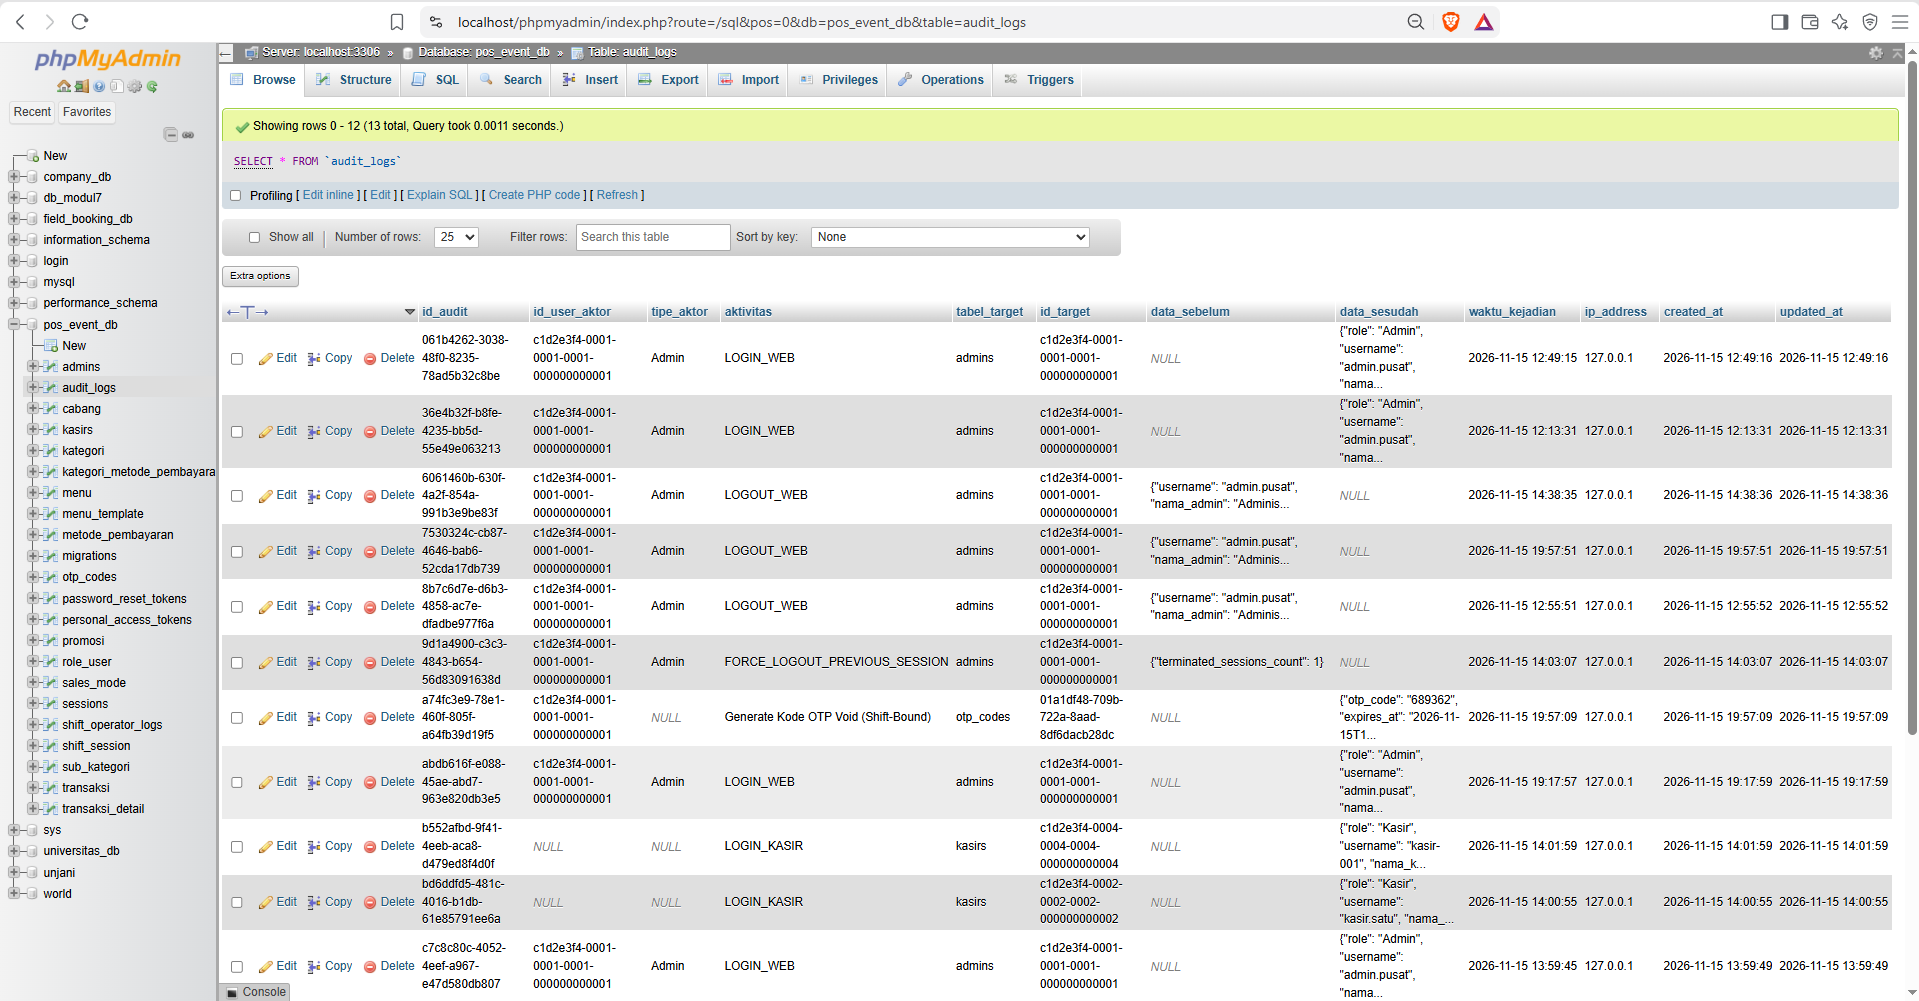 localhost/phpmyadmin/index.php?route=/sql&pos=0&db=pos_event_db&table=audit_logs
phpMyAdmin
Recent Favorites
New
company_db
db_modul7
field_booking_db
information_schema
login
mysql
performance_schema
pos_event_db
New
admins
audit_logs
cabang
kasirs
kategori
kategori_metode_pembayara
menu
menu_template
metode_pembayaran
migrations
otp_codes
password_reset_tokens
personal_access_tokens
promosi
role_user
sales_mode
sessions
shift_operator_logs
shift_session
sub_kategori
transaksi
transaksi_detail
sys
universitas_db
unjani
world
Server: localhost:3306 » Database: pos_event_db » Table: audit_logs
Browse Structure SQL Search Insert Export Import Privileges Operations Triggers
Showing rows 0 - 12 (13 total, Query took 0.0011 seconds.)
SELECT * FROM `audit_logs`
Profiling [ Edit inline ] [ Edit ] [ Explain SQL ] [ Create PHP code ] [ Refresh ]
Show all Number of rows: 25 Filter rows: Search this table Sort by key: None
Extra options
←T→ id_audit id_user_aktor tipe_aktor aktivitas tabel_target id_target data_sebelum data_sesudah waktu_kejadian ip_address created_at updated_at
{"role": "Admin",
061b4262-3038- c1d2e3f4-0001- c1d2e3f4-0001- "username":
Edit Copy Delete 48f0-8235- 0001-0001- Admin LOGIN_WEB admins 0001-0001- NULL "admin.pusat", 2026-11-15 12:49:15 127.0.0.1 2026-11-15 12:49:16 2026-11-15 12:49:16
78ad5b32c8be 000000000001 000000000001 "nama...
{"role": "Admin",
36e4b32f-b8fe- c1d2e3f4-0001- c1d2e3f4-0001- "username":
Edit Copy Delete 4235-bb5d- 0001-0001- Admin LOGIN_WEB admins 0001-0001- NULL "admin.pusat", 2026-11-15 12:13:31 127.0.0.1 2026-11-15 12:13:31 2026-11-15 12:13:31
55e49e063213 000000000001 000000000001 "nama...
6061460b-630f- c1d2e3f4-0001- c1d2e3f4-0001- {"username": "admin.pusat",
Edit Copy Delete 4a2f-854a- 0001-0001- Admin LOGOUT_WEB admins 0001-0001- "nama_admin": "Adminis... NULL 2026-11-15 14:38:35 127.0.0.1 2026-11-15 14:38:36 2026-11-15 14:38:36
991b3e9be83f 000000000001 000000000001
7530324c-cb87- c1d2e3f4-0001- c1d2e3f4-0001- {"username": "admin.pusat",
Edit Copy Delete 4646-bab6- 0001-0001- Admin LOGOUT_WEB admins 0001-0001- "nama_admin": "Adminis... NULL 2026-11-15 19:57:51 127.0.0.1 2026-11-15 19:57:51 2026-11-15 19:57:51
52cda17db739 000000000001 000000000001
8b7c6d7e-d6b3- c1d2e3f4-0001- c1d2e3f4-0001- {"username": "admin.pusat",
Edit Copy Delete 4858-ac7e- 0001-0001- Admin LOGOUT_WEB admins 0001-0001- "nama_admin": "Adminis... NULL 2026-11-15 12:55:51 127.0.0.1 2026-11-15 12:55:52 2026-11-15 12:55:52
dfadbe977f6a 000000000001 000000000001
9d1a4900-c3c3- c1d2e3f4-0001- c1d2e3f4-0001-
Edit Copy Delete 4843-b654- 0001-0001- Admin FORCE_LOGOUT_PREVIOUS_SESSION admins 0001-0001- {"terminated_sessions_count": 1} NULL 2026-11-15 14:03:07 127.0.0.1 2026-11-15 14:03:07 2026-11-15 14:03:07
56d83091638d 000000000001 000000000001
a74fc3e9-78e1- c1d2e3f4-0001- 01a1df48-709b- {"otp_code": "689362",
Edit Copy Delete 460f-805f- 0001-0001- NULL Generate Kode OTP Void (Shift-Bound) otp_codes 722a-8aad- NULL "expires_at": "2026-11- 2026-11-15 19:57:09 127.0.0.1 2026-11-15 19:57:09 2026-11-15 19:57:09
a64fb39d19f5 000000000001 8df6dacb28dc 15T1...
{"role": "Admin",
abdb616f-e088- c1d2e3f4-0001- c1d2e3f4-0001- "username":
Edit Copy Delete 45ae-abd7- 0001-0001- Admin LOGIN_WEB admins 0001-0001- NULL "admin.pusat", 2026-11-15 19:17:57 127.0.0.1 2026-11-15 19:17:59 2026-11-15 19:17:59
963e820db3e5 000000000001 000000000001 "nama...
b552afbd-9f41- c1d2e3f4-0004- {"role": "Kasir",
Edit Copy Delete 4eeb-aca8- NULL NULL LOGIN_KASIR kasirs 0004-0004- NULL "username": "kasir- 2026-11-15 14:01:59 127.0.0.1 2026-11-15 14:01:59 2026-11-15 14:01:59
d479ed8f4d0f 000000000004 001", "nama_k...
bd6ddfd5-481c- c1d2e3f4-0002- {"role": "Kasir",
Edit Copy Delete 4016-b1db- NULL NULL LOGIN_KASIR kasirs 0002-0002- NULL "username": 2026-11-15 14:00:55 127.0.0.1 2026-11-15 14:00:55 2026-11-15 14:00:55
61e85791ee6a 000000000002 "kasir.satu", "nama_...
{"role": "Admin",
c7c8c80c-4052- c1d2e3f4-0001- c1d2e3f4-0001- "username":
Edit Copy Delete 4eef-a967- 0001-0001- Admin LOGIN_WEB admins 0001-0001- NULL "admin.pusat", 2026-11-15 13:59:45 127.0.0.1 2026-11-15 13:59:49 2026-11-15 13:59:49
e47d580db807 000000000001 000000000001 "nama...
Console